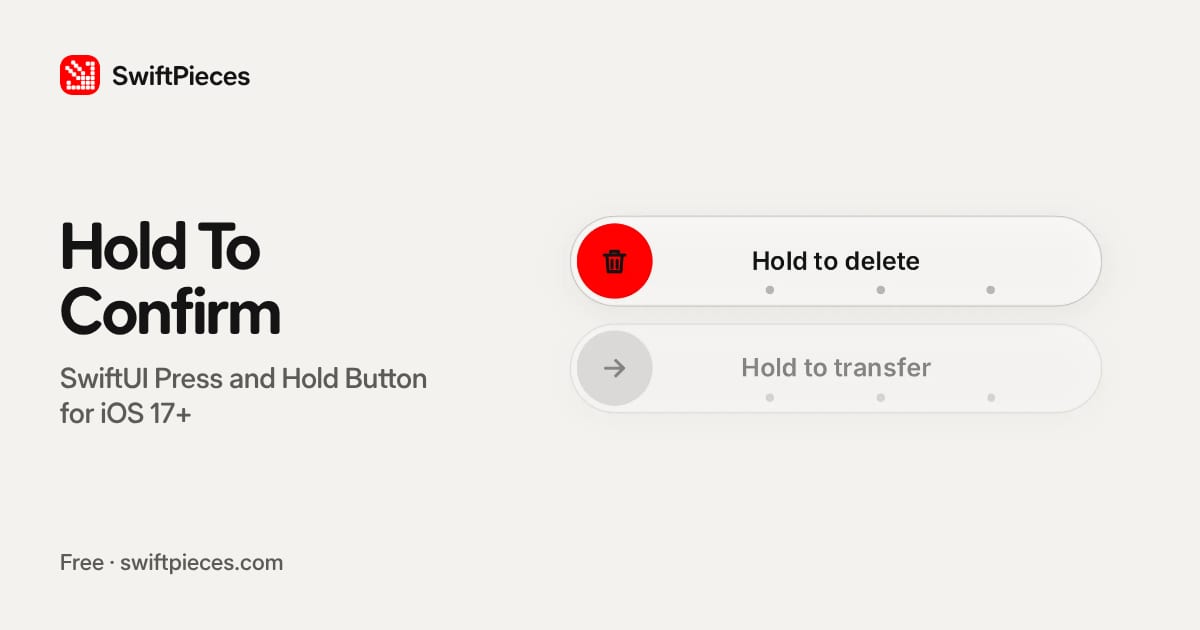 SwiftPieces
Hold To
Confirm
SwiftUI Press and Hold Button
for iOS 17+
Hold to delete
Hold to transfer
Free · swiftpieces.com